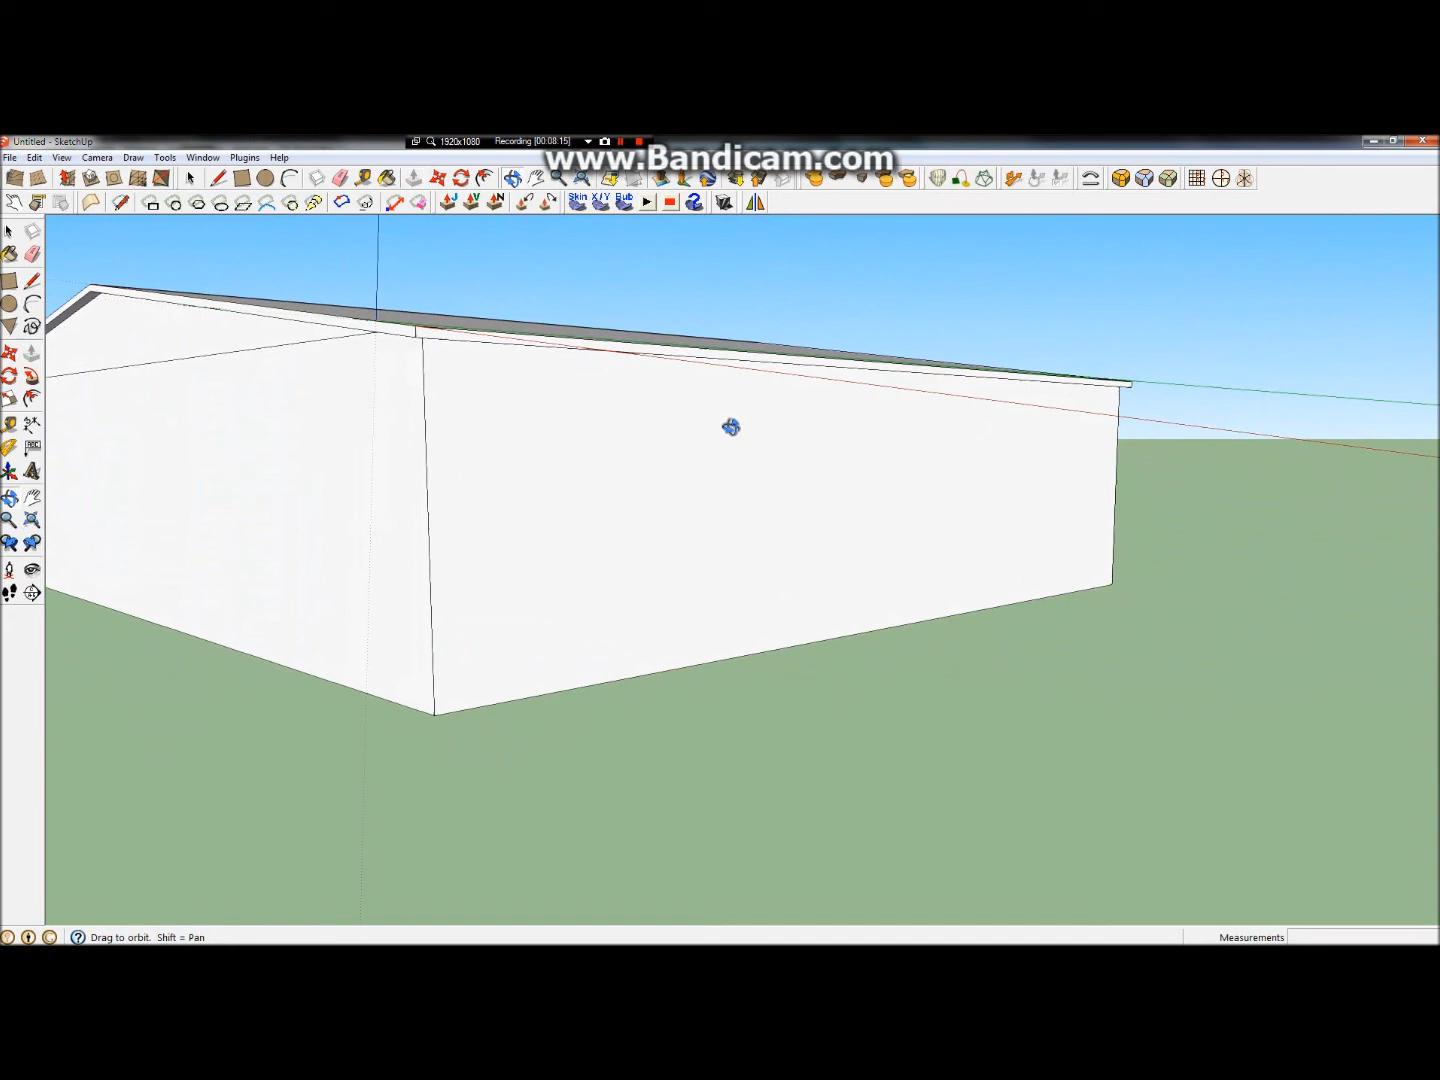 Untitled - SketchUp
1920x1080
Recording [00:08:15]
www.Bandicam.com
File Edit View Camera Draw Tools Window Plugins Help
Skin X/Y Bub
ABC
Drag to orbit. Shift = Pan
Measurements